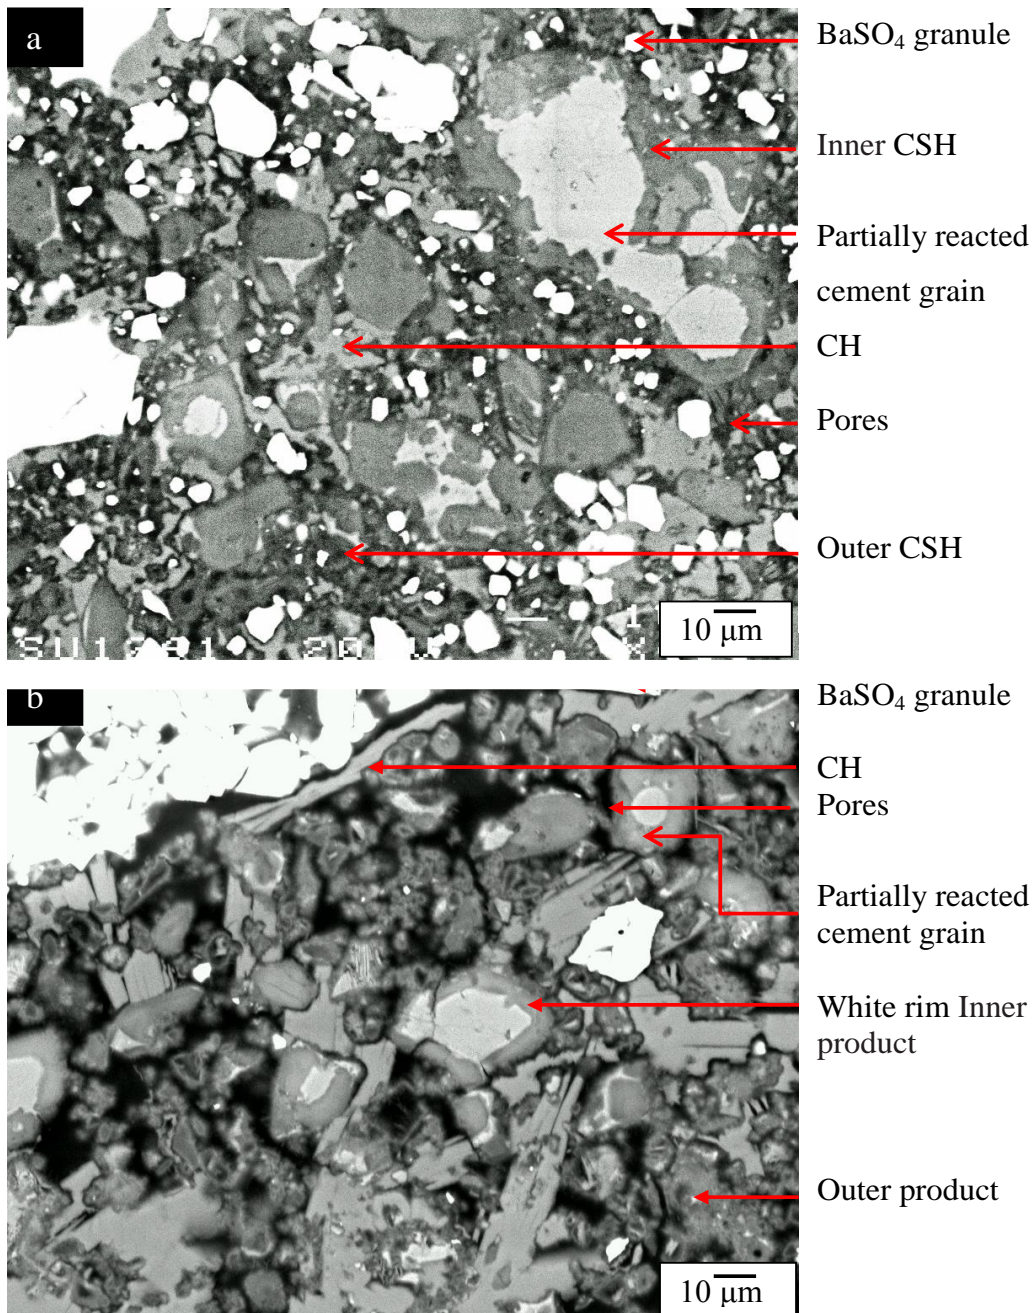 a
BaSO₄ granule
Inner CSH
Partially reacted
cement grain
CH
Pores
Outer CSH
10 μm
b
BaSO₄ granule
CH
Pores
Partially reacted
cement grain
White rim Inner
product
Outer product
10 μm